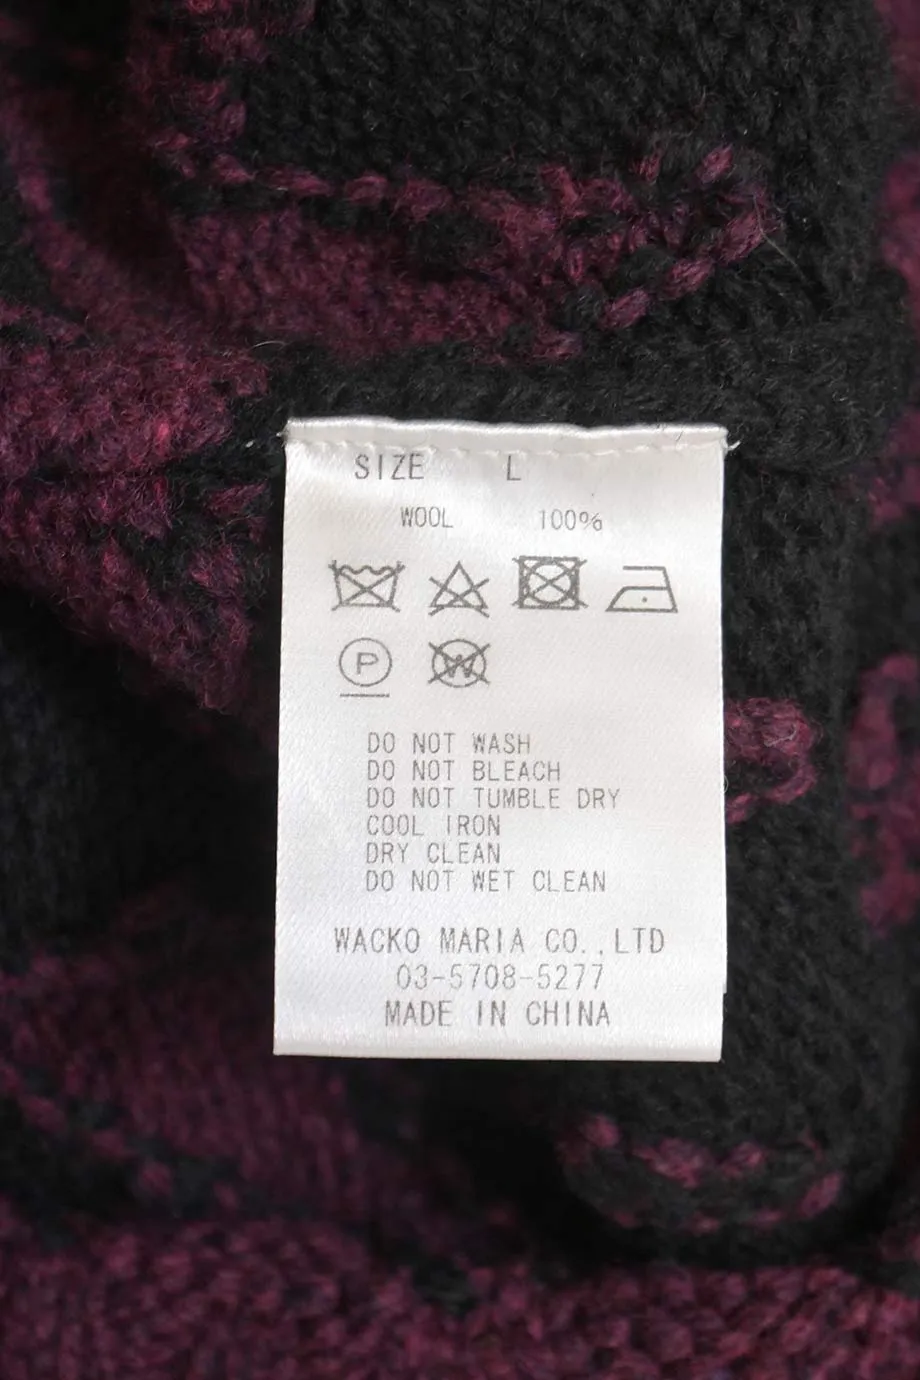 SIZE L
WOOL 100%
P W
DO NOT WASH
DO NOT BLEACH
DO NOT TUMBLE DRY
COOL IRON
DRY CLEAN
DO NOT WET CLEAN
WACKO MARIA CO.,LTD
03-5708-5277
MADE IN CHINA